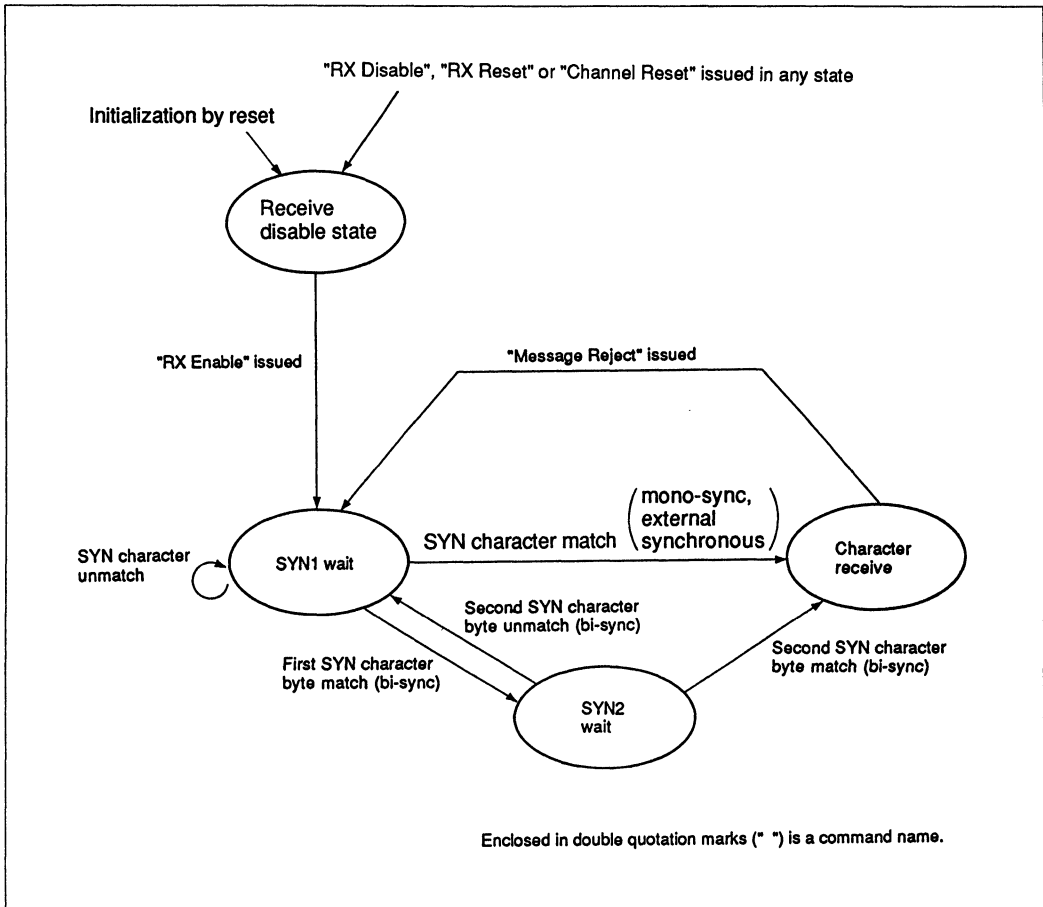 "RX Disable", "RX Reset" or "Channel Reset" issued in any state
Initialization by reset
Receive
disable state
"RX Enable" issued
"Message Reject" issued
SYN character
unmatch
SYN1 wait
SYN character match
(mono-sync,
external
synchronous)
Character
receive
Second SYN character
byte unmatch (bi-sync)
First SYN character
byte match (bi-sync)
Second SYN character
byte match (bi-sync)
SYN2
wait
Enclosed in double quotation marks (" ") is a command name.